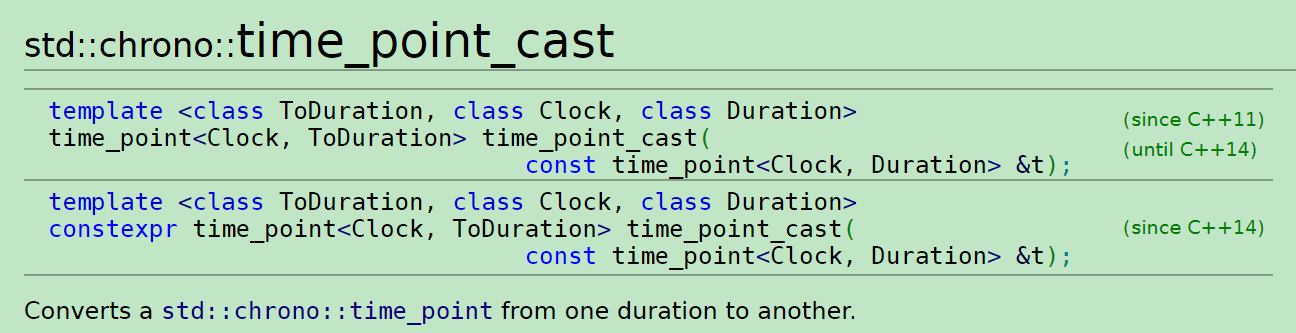 std::chrono::time_point_cast
template <class ToDuration, class Clock, class Duration>
time_point<Clock, ToDuration> time_point_cast(
const time_point<Clock, Duration> &t);
(since C++11)
(until C++14)
template <class ToDuration, class Clock, class Duration>
constexpr time_point<Clock, ToDuration> time_point_cast(
const time_point<Clock, Duration> &t);
(since C++14)
Converts a std::chrono::time_point from one duration to another.